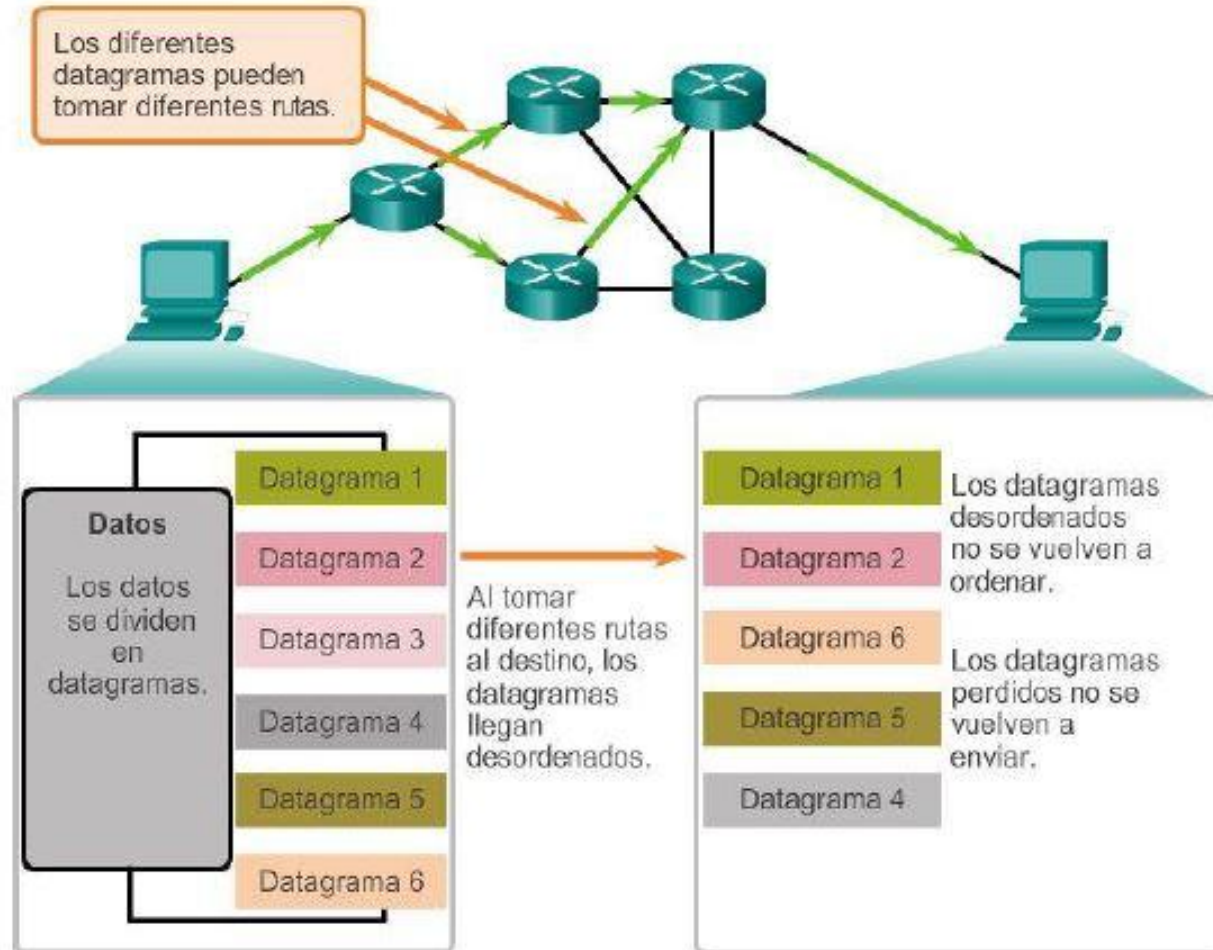 Los diferentes
datagramas pueden
tomar diferentes rutas.
Datos
Los datos
se dividen
en
datagramas.
Datagrama 1
Datagrama 2
Datagrama 3
Datagrama 4
Datagrama 5
Datagrama 6
Al tomar
diferentes rutas
al destino, los
datagramas
llegan
desordenados.
Datagrama 1
Datagrama 2
Datagrama 6
Datagrama 5
Datagrama 4
Los datagramas
desordenados
no se vuelven a
ordenar.
Los datagramas
perdidos no se
vuelven a
enviar.